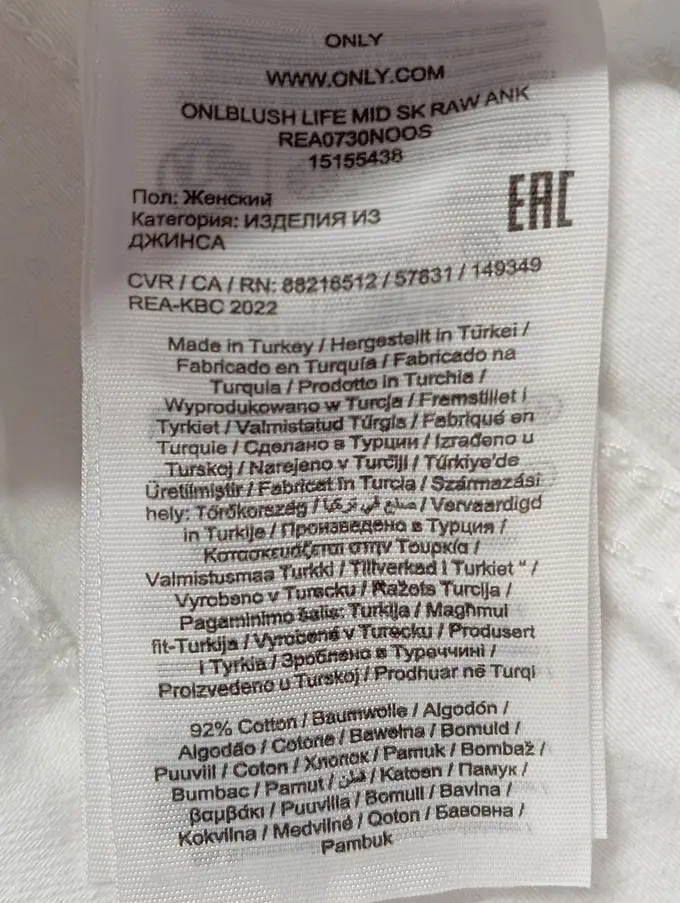 ONLY
WWW.ONLY.COM
ONLBLUSH LIFE MID SK RAW ANK
REA0730NOOS
15155438
Пол: Женский
Категория: ИЗДЕЛИЯ ИЗ
ДЖИНСА
EAC
CVR / CA / RN: 88216512 / 57831 / 149349
REA-KBC 2022
Made in Turkey / Hergestellt in Türkei /
Fabricado en Turquía / Fabricado na
Turquia / Prodotto in Turchia /
Wyprodukowano w Turcja / Fremstillet i
Tyrkiet / Valmistatud Türgis / Fabriqué en
Turquie / Сделано в Турции / Izrađeno u
Turskoj / Narejeno v Turčiji / Türkiye'de
Üretilmiştir / Fabricat în Turcia / Származási
hely: Törökország / صنع في تركيا / Vervaardigd
in Turkije / Произведено в Турция /
Κατασκευάζεται στην Τουρκία /
Valmistusmaa Turkki / Tillverkad i Turkiet " /
Vyrobeno v Turecku / Ražots Turcija /
Pagaminimo šalis: Turkija / Magħmul
fit-Turkija / Vyrobené v Turecku / Produsert
i Tyrkia / Зроблено в Туреччині /
Proizvedeno u Turskoj / Prodhuar në Turqi
92% Cotton / Baumwolle / Algodón /
Algodão / Cotone / Bawełna / Bomuld /
Puuvill / Coton / Хлопок / Pamuk / Bombaž /
Bumbac / Pamut / قطن / Katoen / Памук /
βαμβάκι / Puuvilla / Bomull / Bavlna /
Kokvilna / Medvilnė / Qoton / Бавовна /
Pambuk